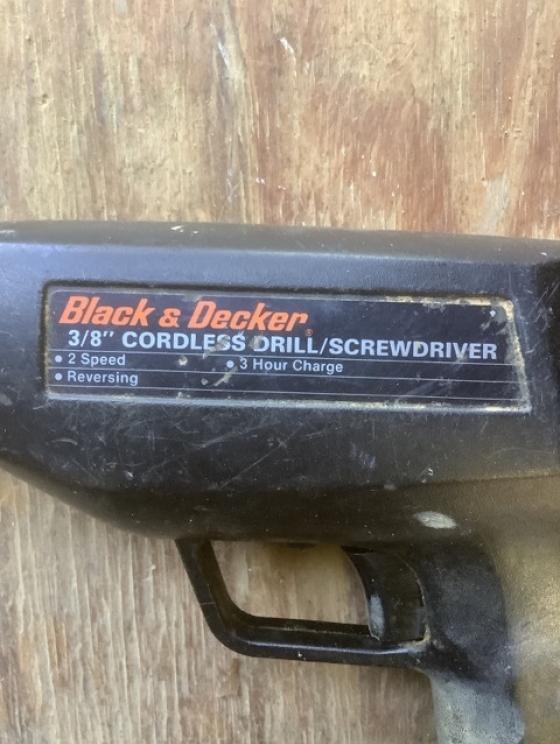 Black & Decker®
3/8" CORDLESS DRILL/SCREWDRIVER
• 2 Speed • 3 Hour Charge
• Reversing